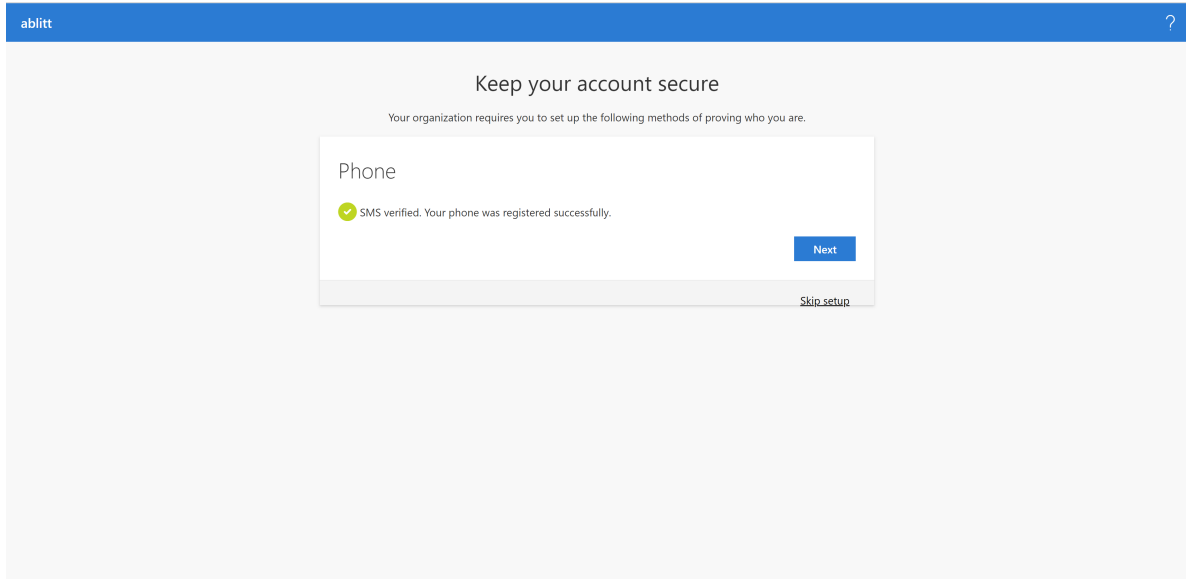 ablitt
?
Keep your account secure
Your organization requires you to set up the following methods of proving who you are.
Phone
SMS verified. Your phone was registered successfully.
Next
Skip setup